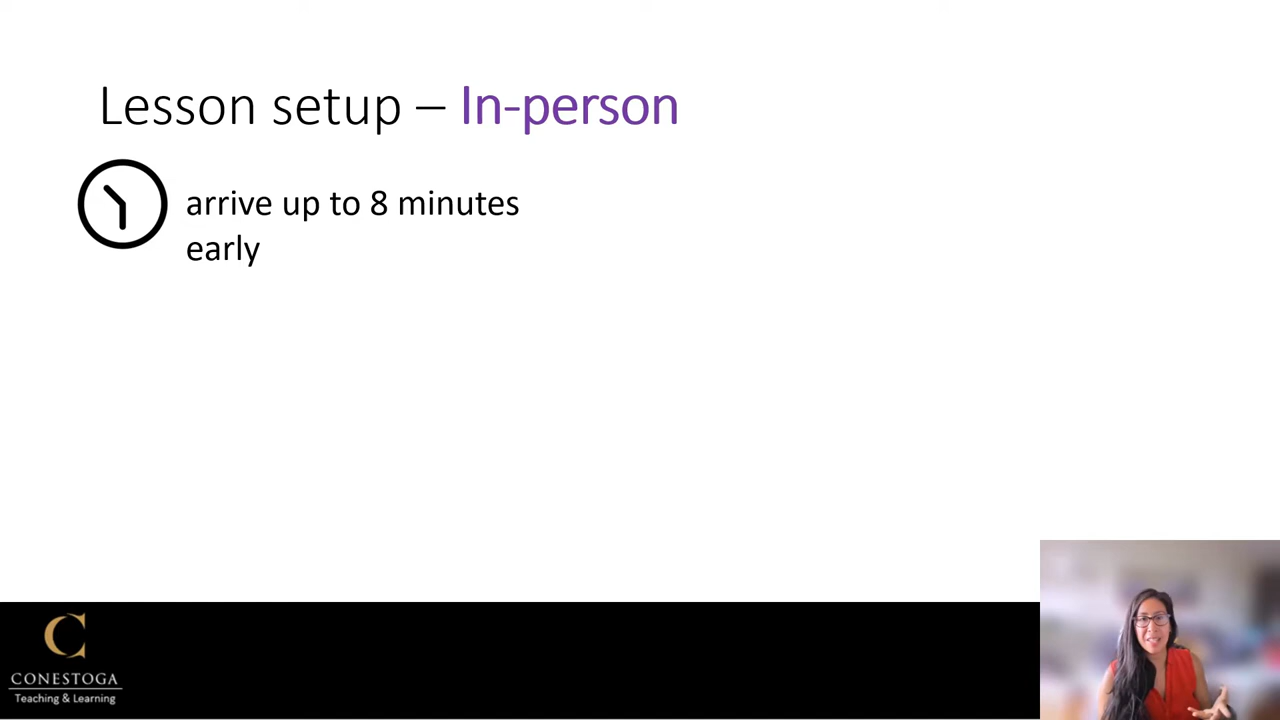 Lesson setup – In-person
arrive up to 8 minutes
early
CONESTOGA
Teaching & Learning